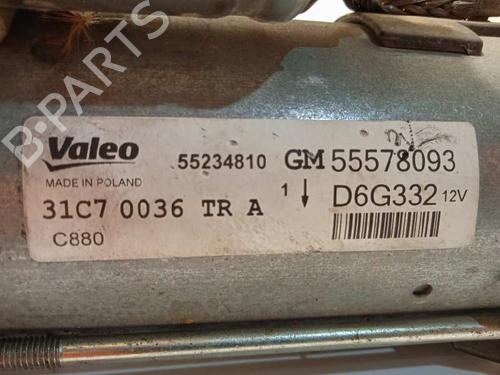 Valeo
55234810 GM 55578093
MADE IN POLAND
1 ↓ D6G332 12V
31C7 0036 TR A
C880
B-PARTS